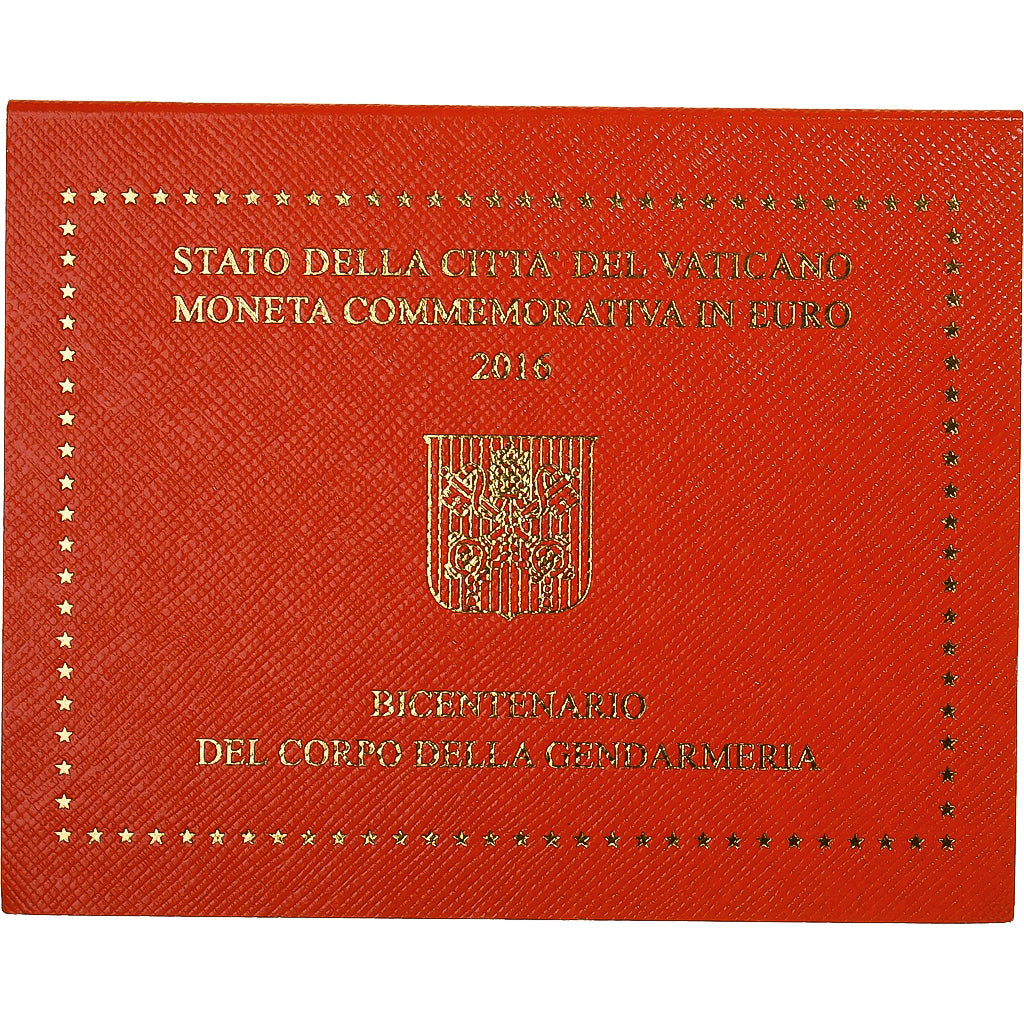 STATO DELLA CITTA' DEL VATICANO
MONETA COMMEMORATIVA IN EURO
2016
BICENTENARIO
DEL CORPO DELLA GENDARMERIA